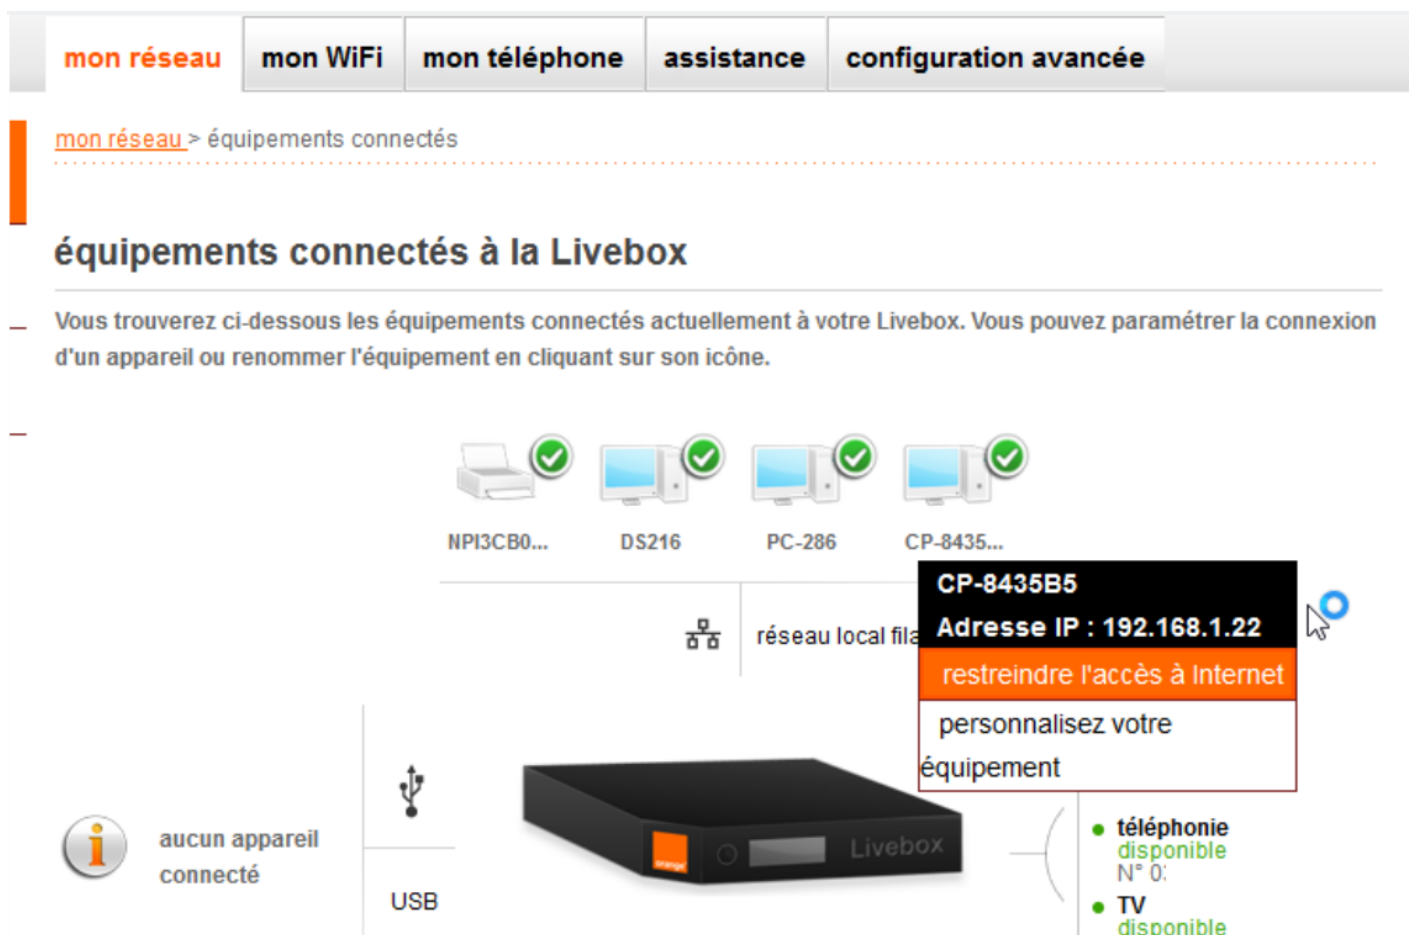 mon réseau
mon WiFi
mon téléphone
assistance
configuration avancée
mon réseau > équipements connectés
équipements connectés à la Livebox
Vous trouverez ci-dessous les équipements connectés actuellement à votre Livebox. Vous pouvez paramétrer la connexion
d'un appareil ou renommer l'équipement en cliquant sur son icône.
NPI3CB0...
DS216
PC-286
CP-8435...
CP-8435B5
Adresse IP : 192.168.1.22
réseau local fila
restreindre l'accès à Internet
personnalisez votre
équipement
aucun appareil
connecté
USB
orange
Livebox
téléphonie
disponible
N° 0
TV
disponible